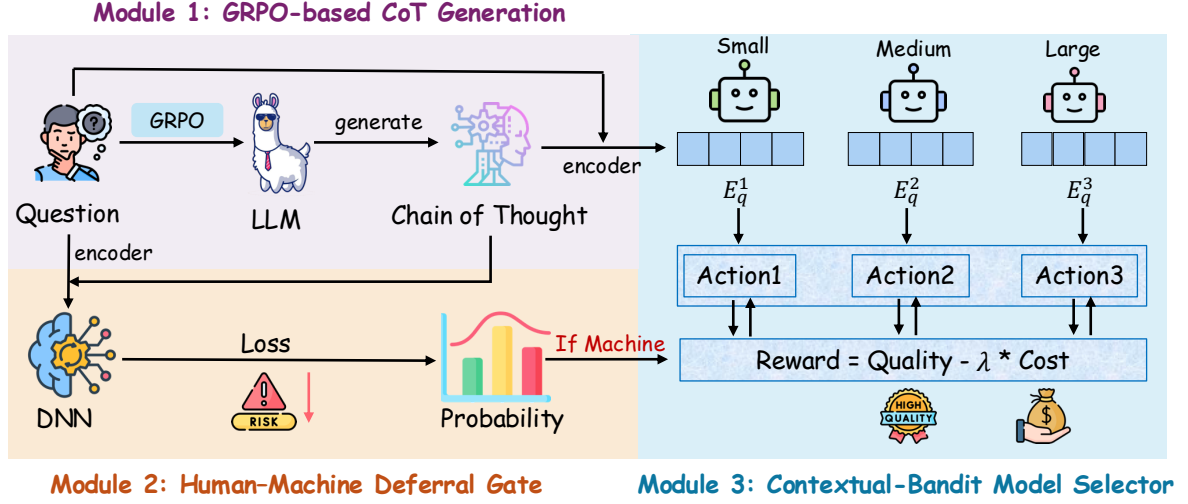 Module 1: GRPO-based CoT Generation
Small
Medium
Large
?
GRPO
generate
encoder
Question
LLM
Chain of Thought
E_q^1
E_q^2
E_q^3
encoder
Action1
Action2
Action3
Loss
If Machine
Reward = Quality - λ * Cost
RISK
DNN
Probability
HIGH
QUALITY
$
Module 2: Human–Machine Deferral Gate
Module 3: Contextual-Bandit Model Selector